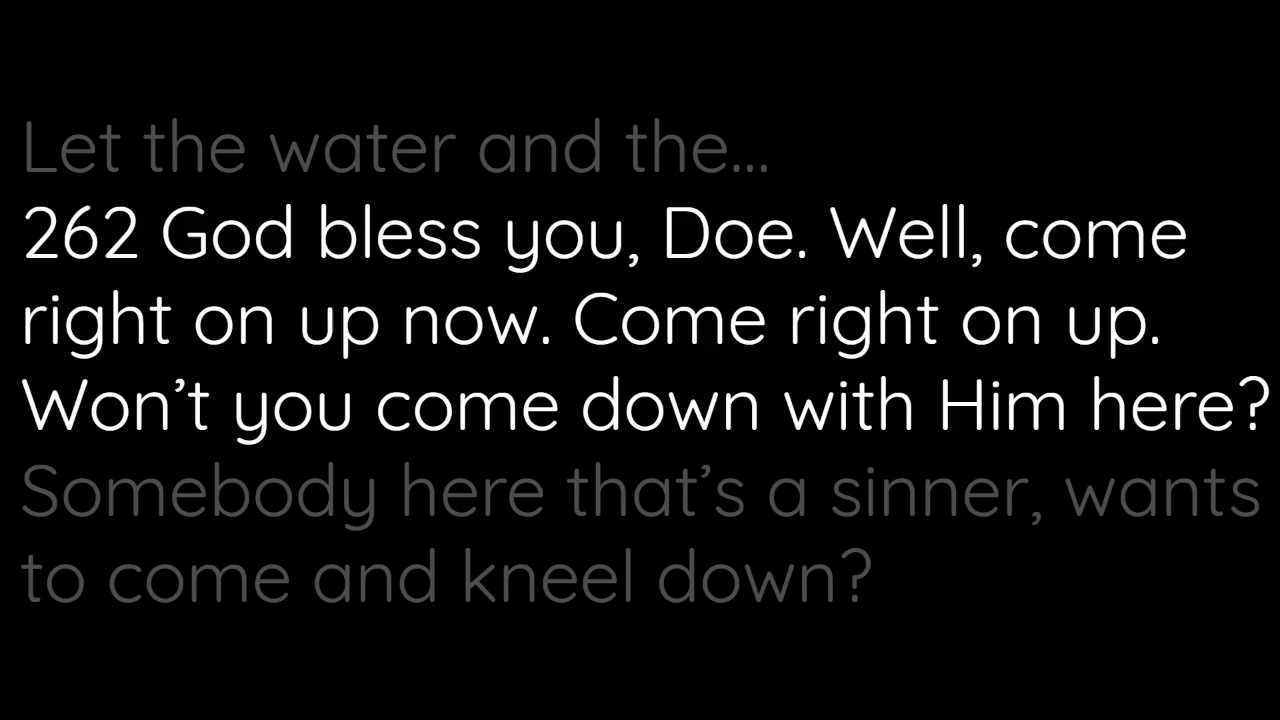 Let the water and the...
262 God bless you, Doe. Well, come
right on up now. Come right on up.
Won’t you come down with Him here?
Somebody here that’s a sinner, wants
to come and kneel down?